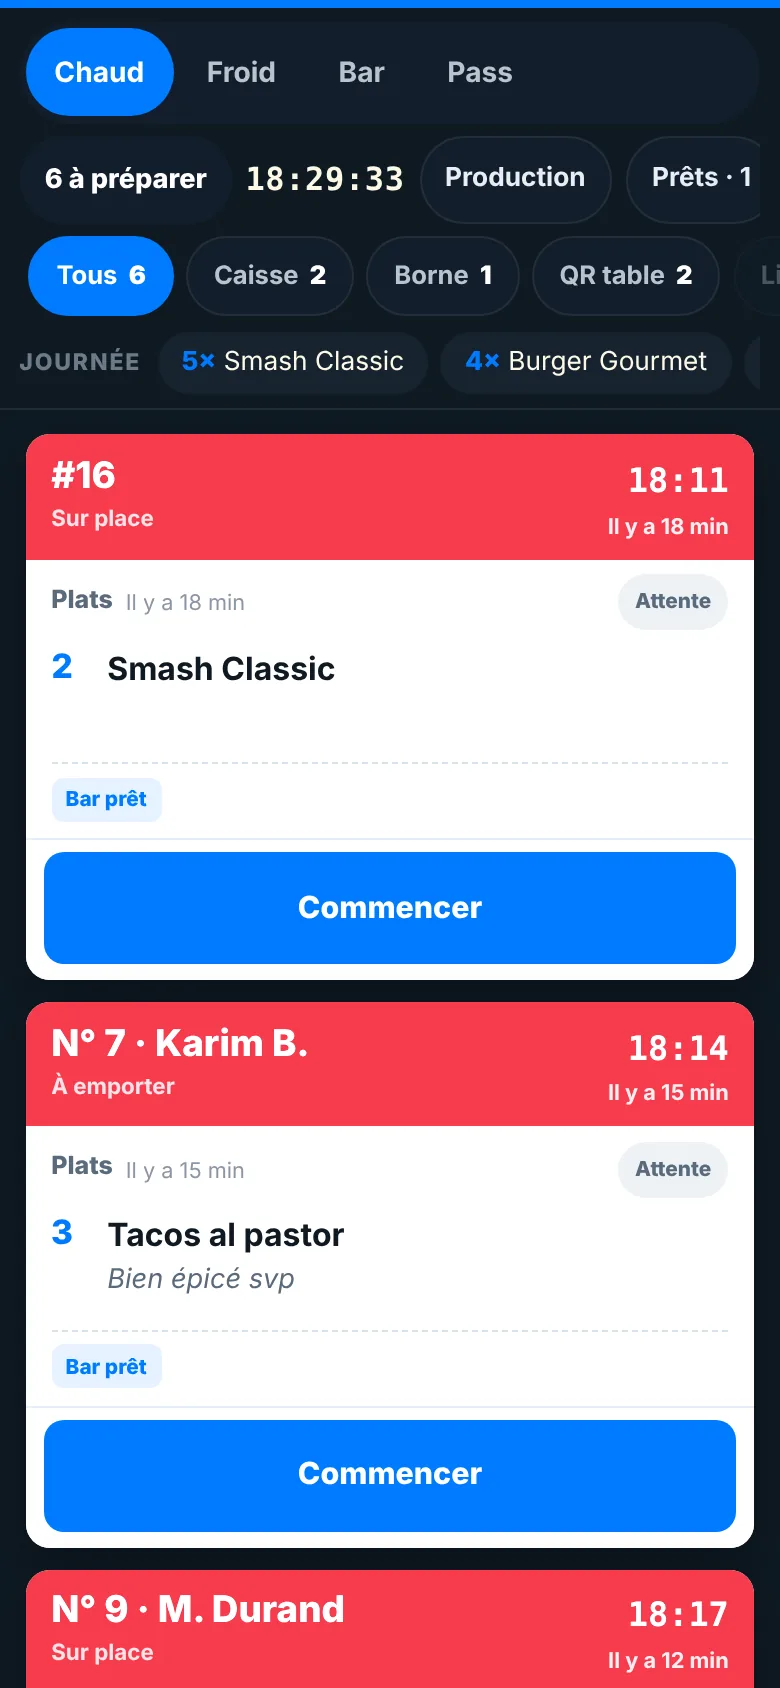 Chaud Froid Bar Pass
6 à préparer 18:29:33 Production Prêts · 1
Tous 6 Caisse 2 Borne 1 QR table 2 Li
JOURNÉE 5× Smash Classic 4× Burger Gourmet
#16 18:11
Sur place Il y a 18 min
Plats Il y a 18 min Attente
2 Smash Classic
Bar prêt
Commencer
N° 7 · Karim B. 18:14
À emporter Il y a 15 min
Plats Il y a 15 min Attente
3 Tacos al pastor
Bien épicé svp
Bar prêt
Commencer
N° 9 · M. Durand 18:17
Sur place Il y a 12 min